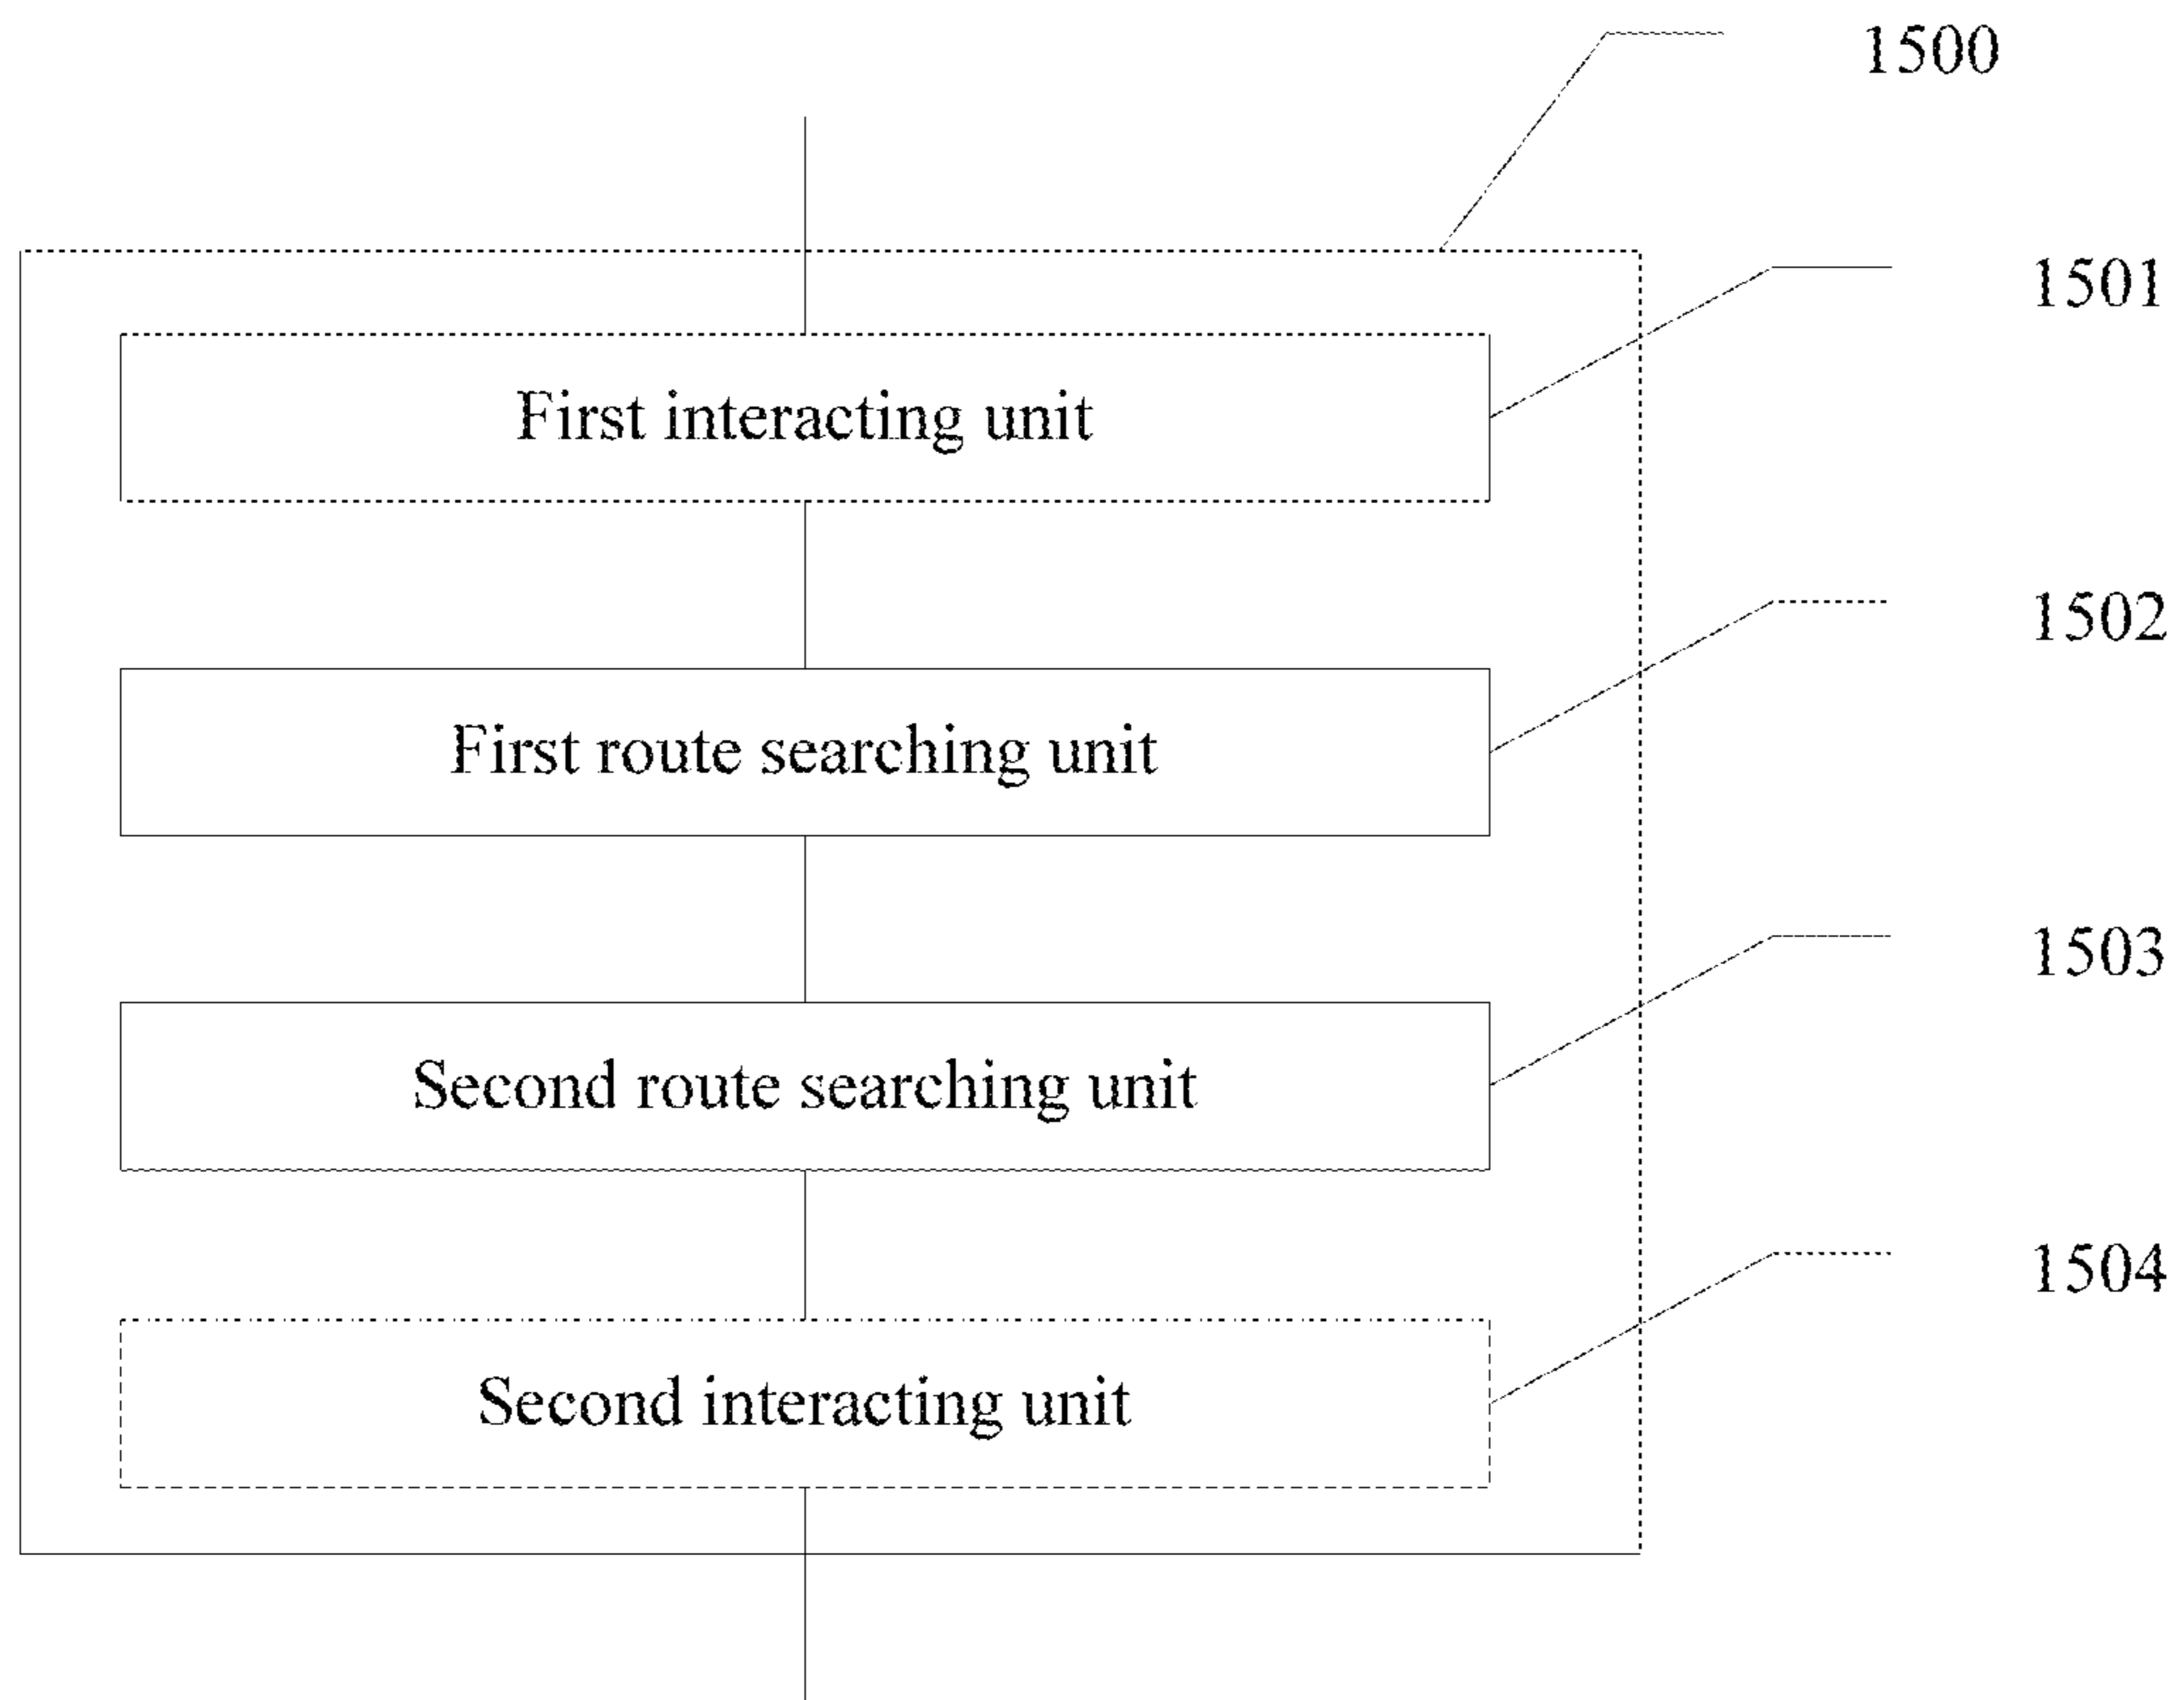 1500
1501
First interacting unit
1502
First route searching unit
1503
Second route searching unit
1504
Second interacting unit